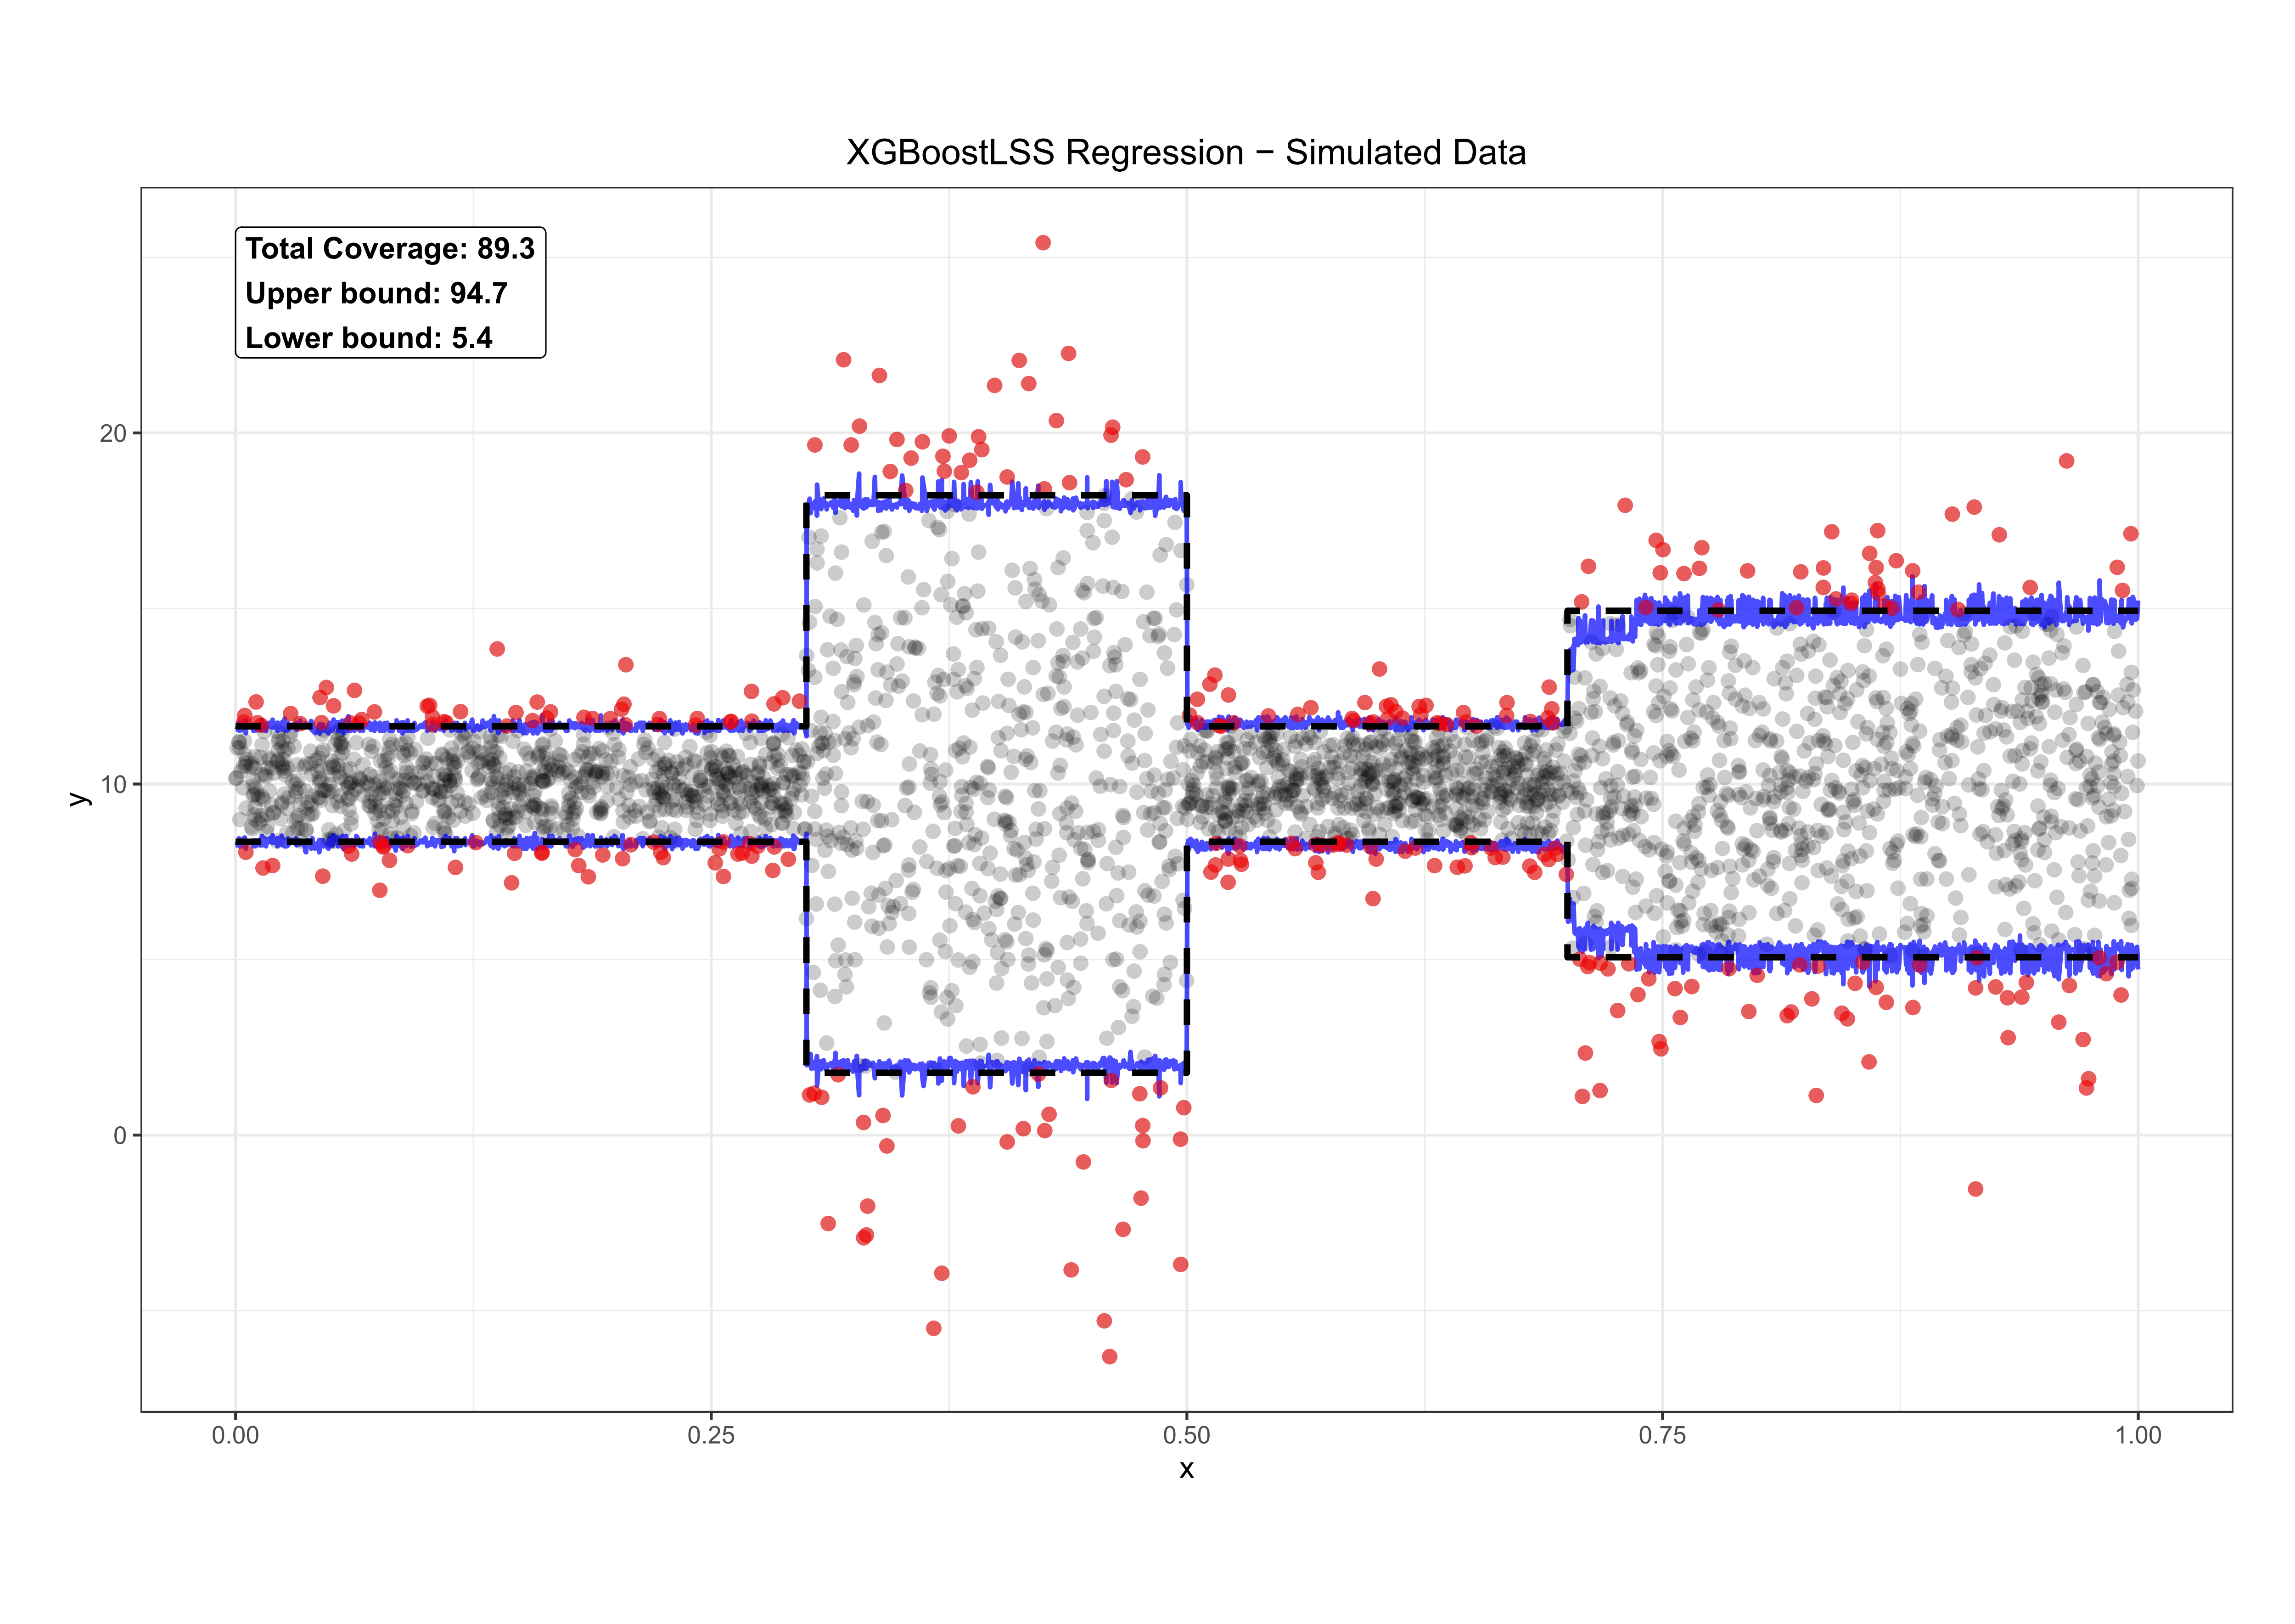 XGBoostLSS Regression − Simulated Data
Total Coverage: 89.3
Upper bound: 94.7
Lower bound: 5.4
20
10
0
y
0.00 0.25 0.50 0.75 1.00
x